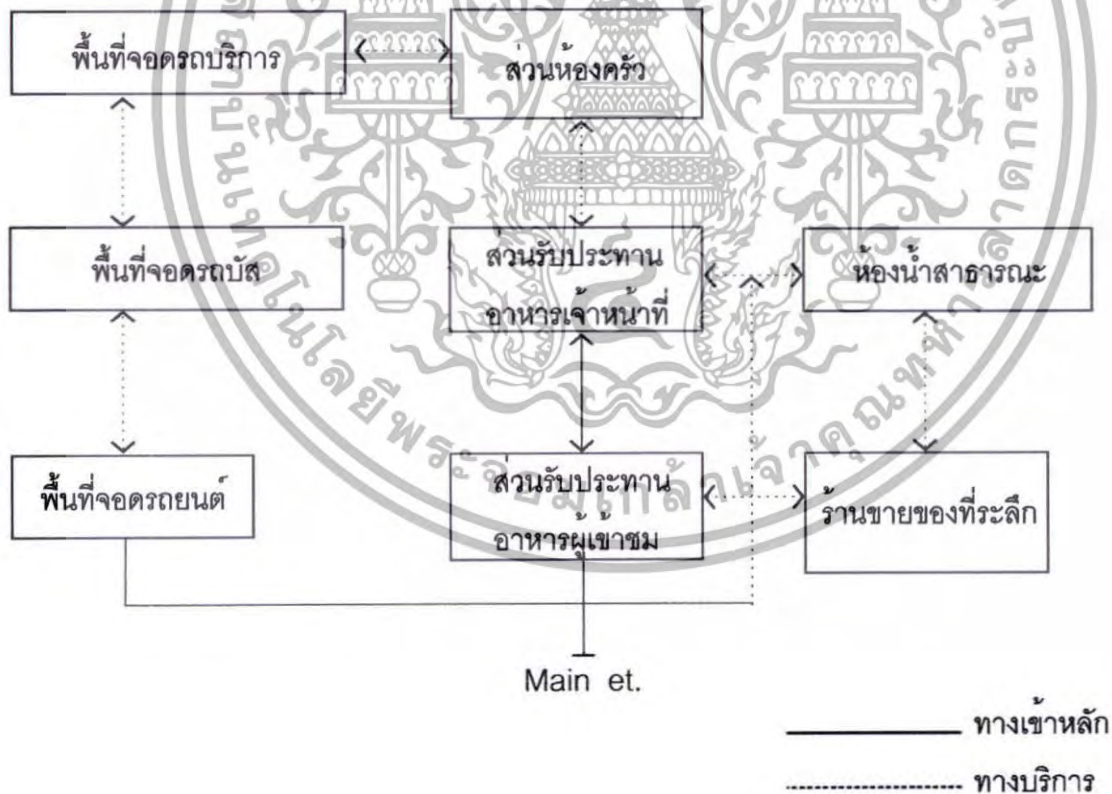 พื้นที่จอดรถบริการ
ส่วนห้องครัว
พื้นที่จอดรถบัส
ส่วนรับประทาน
อาหารเจ้าหน้าที่
ห้องน้ำสาธารณะ
พื้นที่จอดรถยนต์
ส่วนรับประทาน
อาหารผู้เข้าชม
ร้านขายของที่ระลึก
Main et.
ทางเข้าหลัก
ทางบริการ